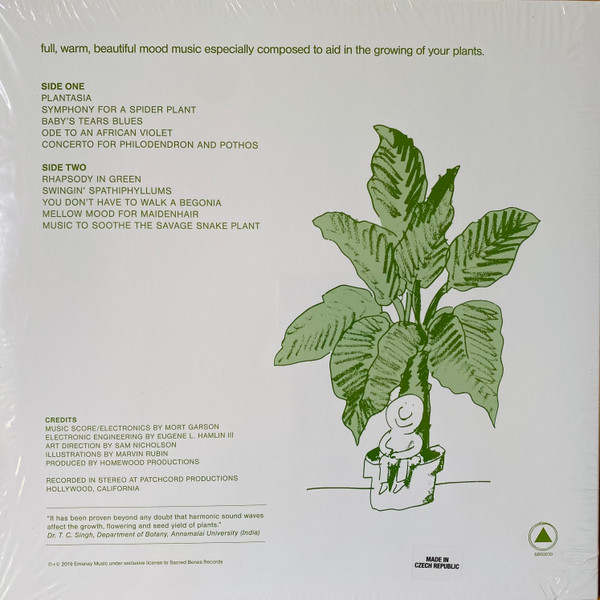 full, warm, beautiful mood music especially composed to aid in the growing of your plants.
SIDE ONE
PLANTASIA
SYMPHONY FOR A SPIDER PLANT
BABY'S TEARS BLUES
ODE TO AN AFRICAN VIOLET
CONCERTO FOR PHILODENDRON AND POTHOS
SIDE TWO
RHAPSODY IN GREEN
SWINGIN' SPATHIPHYLLUMS
YOU DON'T HAVE TO WALK A BEGONIA
MELLOW MOOD FOR MAIDENHAIR
MUSIC TO SOOTHE THE SAVAGE SNAKE PLANT
CREDITS
MUSIC SCORE/ELECTRONICS BY MORT GARSON
ELECTRONIC ENGINEERING BY EUGENE L. HAMLIN III
ART DIRECTION BY SAM NICHOLSON
ILLUSTRATIONS BY MARVIN RUBIN
PRODUCED BY HOMEWOOD PRODUCTIONS
RECORDED IN STEREO AT PATCHCORD PRODUCTIONS
HOLLYWOOD, CALIFORNIA
"It has been proven beyond any doubt that harmonic sound waves
affect the growth, flowering and seed yield of plants."
Dr. T. C. Singh, Department of Botany, Annamalai University (India)
℗+© 2019 Emanay Music under exclusive license to Sacred Bones Records
MADE IN
CZECH REPUBLIC